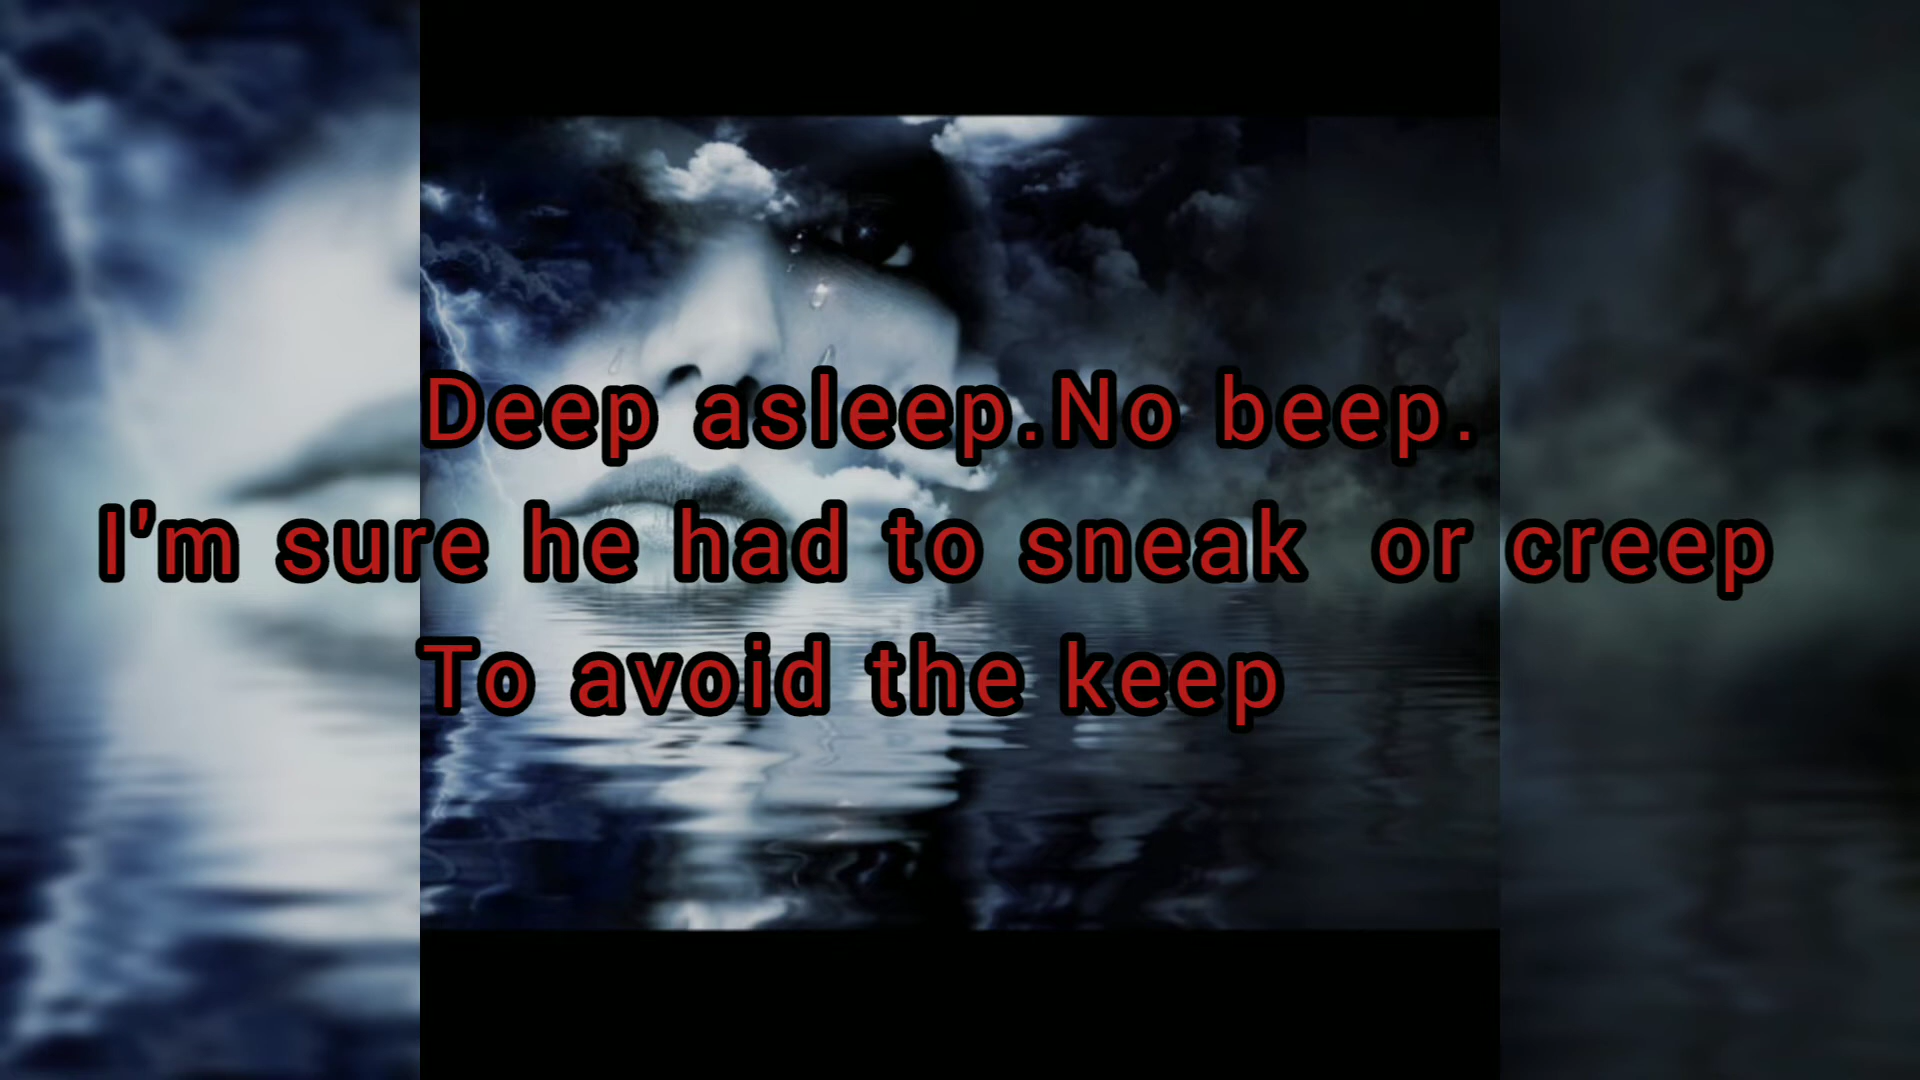 Deep asleep.No beep.
I'm sure he had to sneak  or creep
To avoid the keep